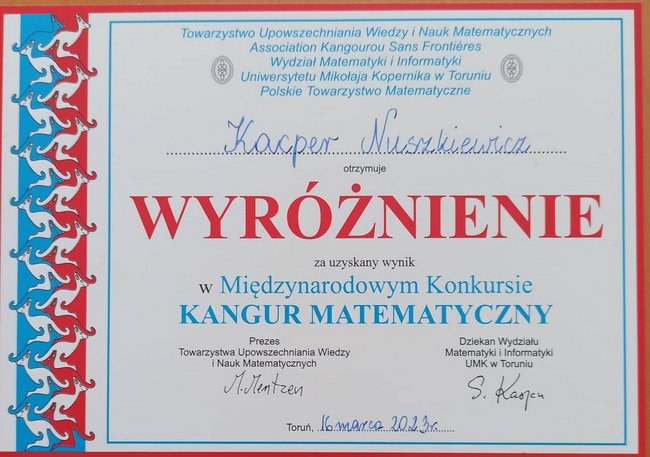 Towarzystwo Upowszechniania Wiedzy i Nauk Matematycznych
Association Kangourou Sans Frontières
Wydział Matematyki i Informatyki
Uniwersytetu Mikołaja Kopernika w Toruniu
Polskie Towarzystwo Matematyczne
Kacper Nuszkiewicz
otrzymuje
WYRÓŻNIENIE
za uzyskany wynik
w Międzynarodowym Konkursie
KANGUR MATEMATYCZNY
Prezes
Towarzystwa Upowszechniania Wiedzy
i Nauk Matematycznych
M. Mentzen
Dziekan Wydziału
Matematyki i Informatyki
UMK w Toruniu
S. 
Toruń, 16 marca 2023r.